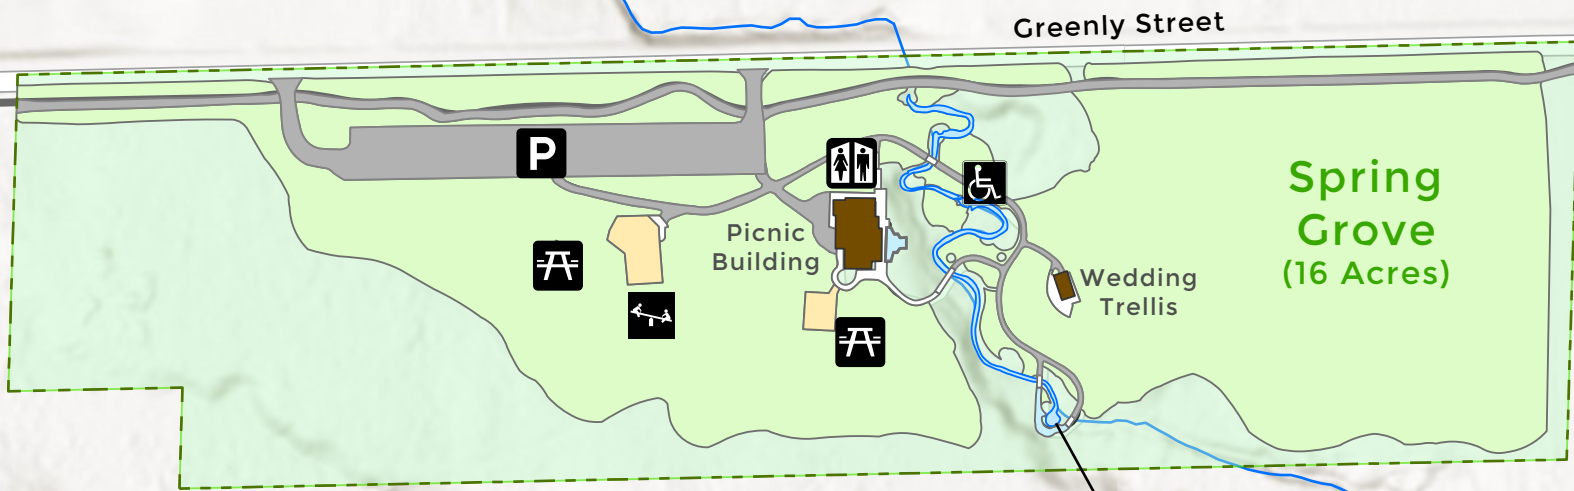 Greenly Street
P
Spring
Grove
(16 Acres)
Picnic
Building
Wedding
Trellis